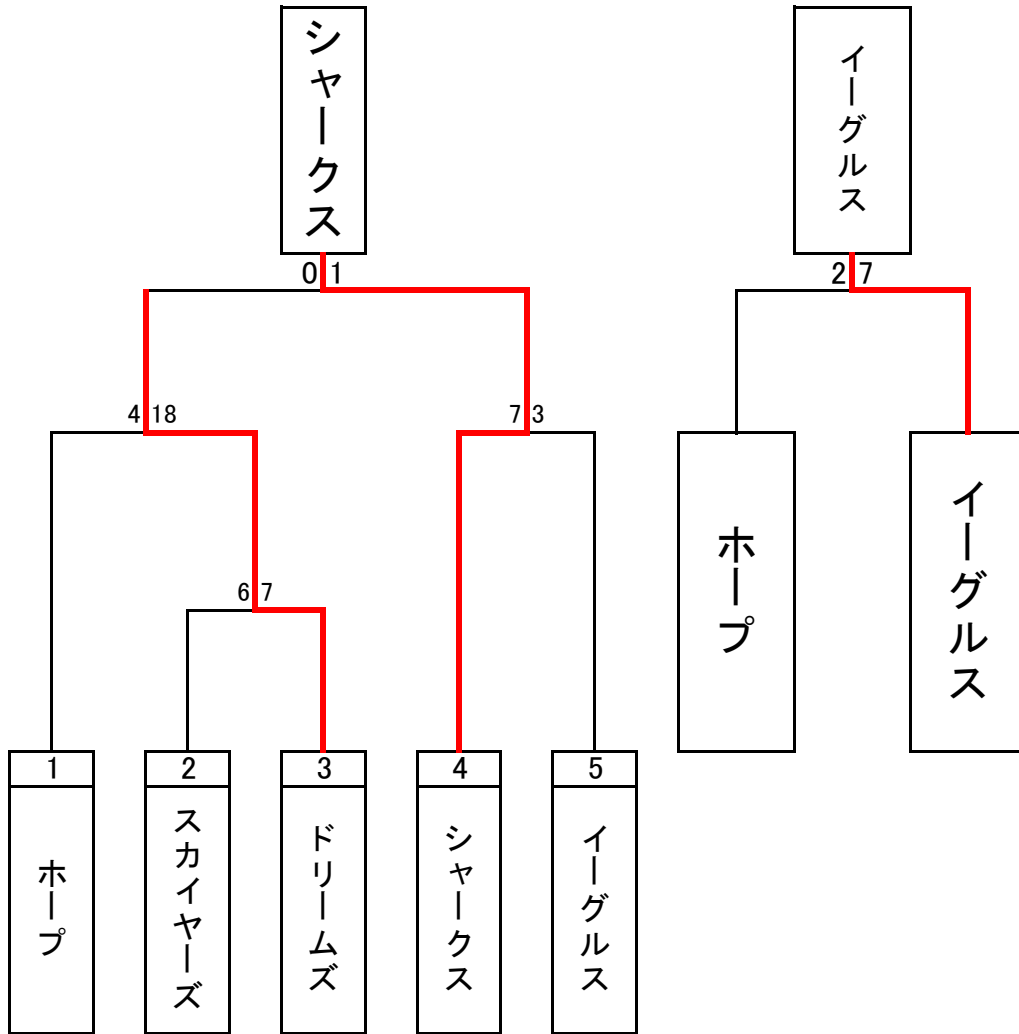 シャークス
イーグルス
0 1
2 7
4 18
7 3
ホープ
イーグルス
6 7
1
2
3
4
5
ホープ
スカイヤーズ
ドリームズ
シャークス
イーグルス